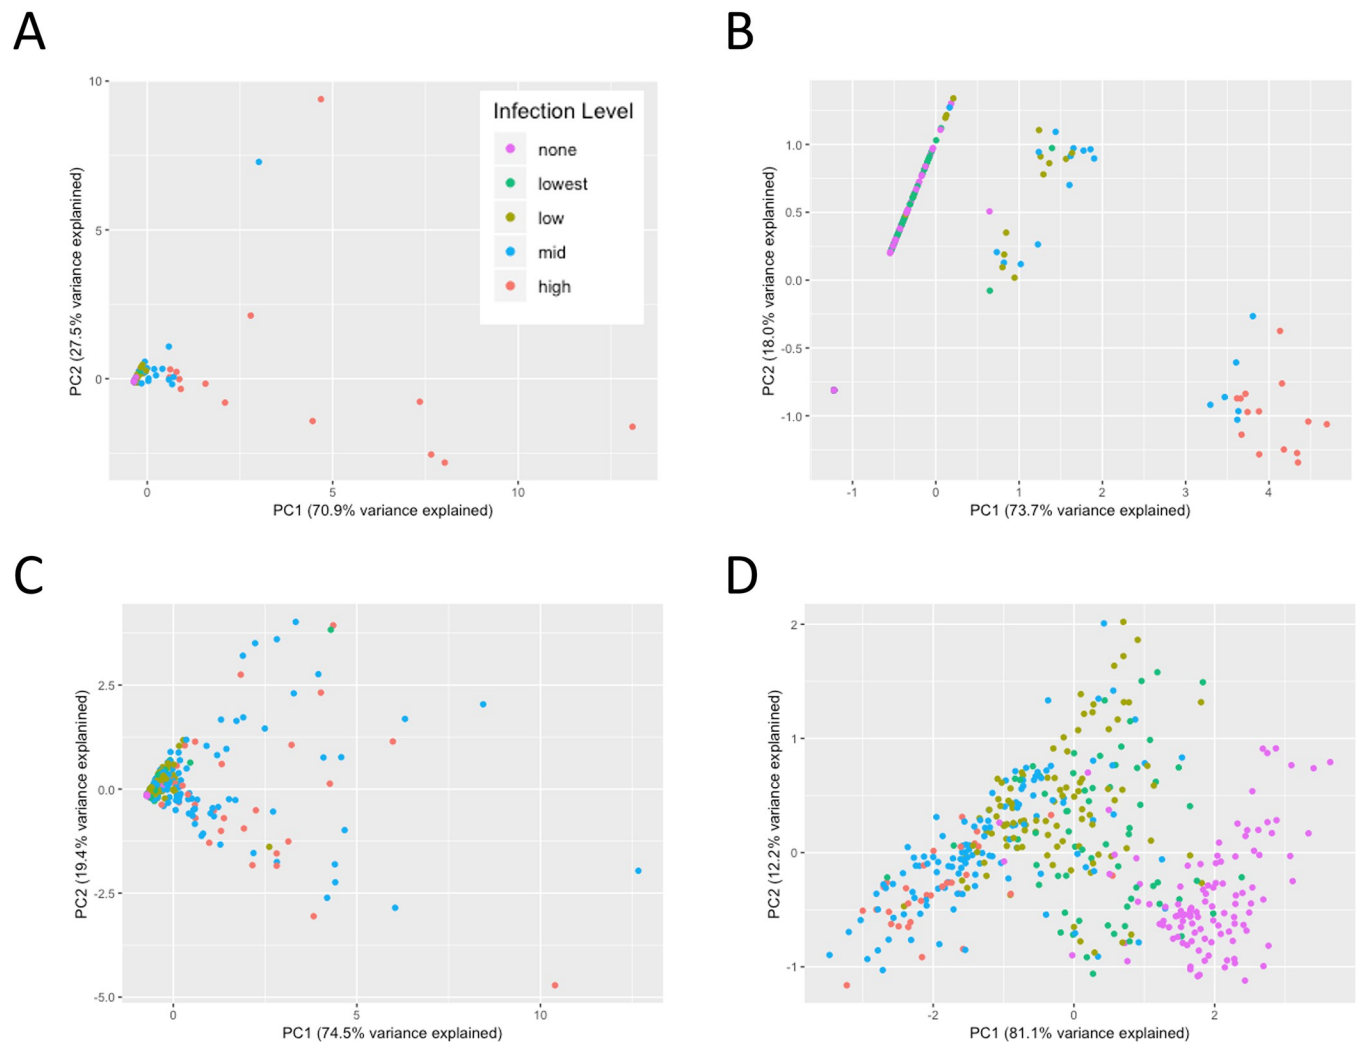 A
B
10
5
0
PC2 (27.5% variance explanined)
Infection Level
none
lowest
low
mid
high
0
5
10
PC1 (70.9% variance explained)
1.0
0.5
0.0
-0.5
-1.0
PC2 (18.0% variance explanined)
-1
0
1
2
3
4
PC1 (73.7% variance explained)
C
D
2.5
0.0
-2.5
-5.0
PC2 (19.4% variance explanined)
0
5
10
PC1 (74.5% variance explained)
2
1
0
-1
PC2 (12.2% variance explanined)
-2
0
2
PC1 (81.1% variance explained)